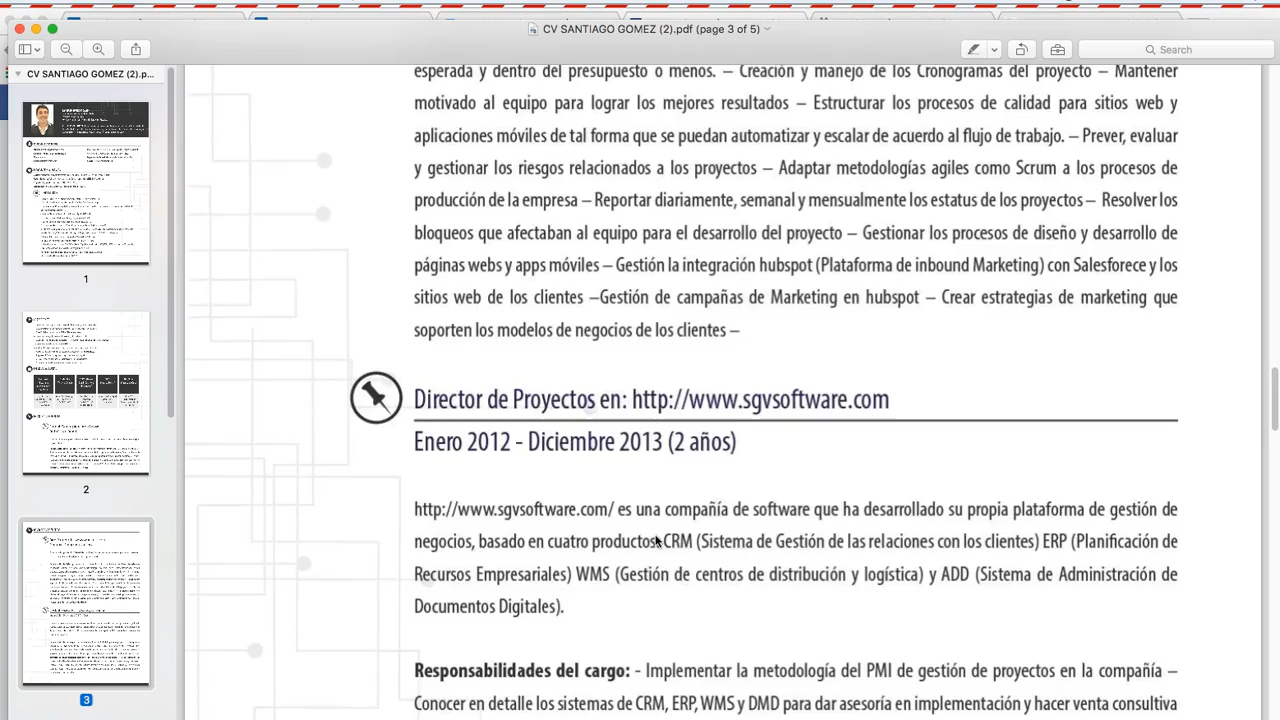 CV SANTIAGO GOMEZ (2).pdf (page 3 of 5)
Search
CV SANTIAGO GOMEZ (2).p...
1
2
3
esperada y dentro del presupuesto o menos. – Creación y manejo de los Cronogramas del proyecto – Mantener
motivado al equipo para lograr los mejores resultados – Estructurar los procesos de calidad para sitios web y
aplicaciones móviles de tal forma que se puedan automatizar y escalar de acuerdo al flujo de trabajo. – Prever, evaluar
y gestionar los riesgos relacionados a los proyectos – Adaptar metodologías agiles como Scrum a los procesos de
producción de la empresa – Reportar diariamente, semanal y mensualmente los estatus de los proyectos – Resolver los
bloqueos que afectaban al equipo para el desarrollo del proyecto – Gestionar los procesos de diseño y desarrollo de
páginas webs y apps móviles – Gestión la integración hubspot (Plataforma de inbound Marketing) con Salesforece y los
sitios web de los clientes –Gestión de campañas de Marketing en hubspot – Crear estrategias de marketing que
soporten los modelos de negocios de los clientes –
Director de Proyectos en: http://www.sgvsoftware.com
Enero 2012 - Diciembre 2013 (2 años)
http://www.sgvsoftware.com/ es una compañía de software que ha desarrollado su propia plataforma de gestión de
negocios, basado en cuatro productos CRM (Sistema de Gestión de las relaciones con los clientes) ERP (Planificación de
Recursos Empresariales) WMS (Gestión de centros de distribución y logística) y ADD (Sistema de Administración de
Documentos Digitales).
Responsabilidades del cargo: - Implementar la metodología del PMI de gestión de proyectos en la compañía –
Conocer en detalle los sistemas de CRM, ERP, WMS y DMD para dar asesoría en implementación y hacer venta consultiva